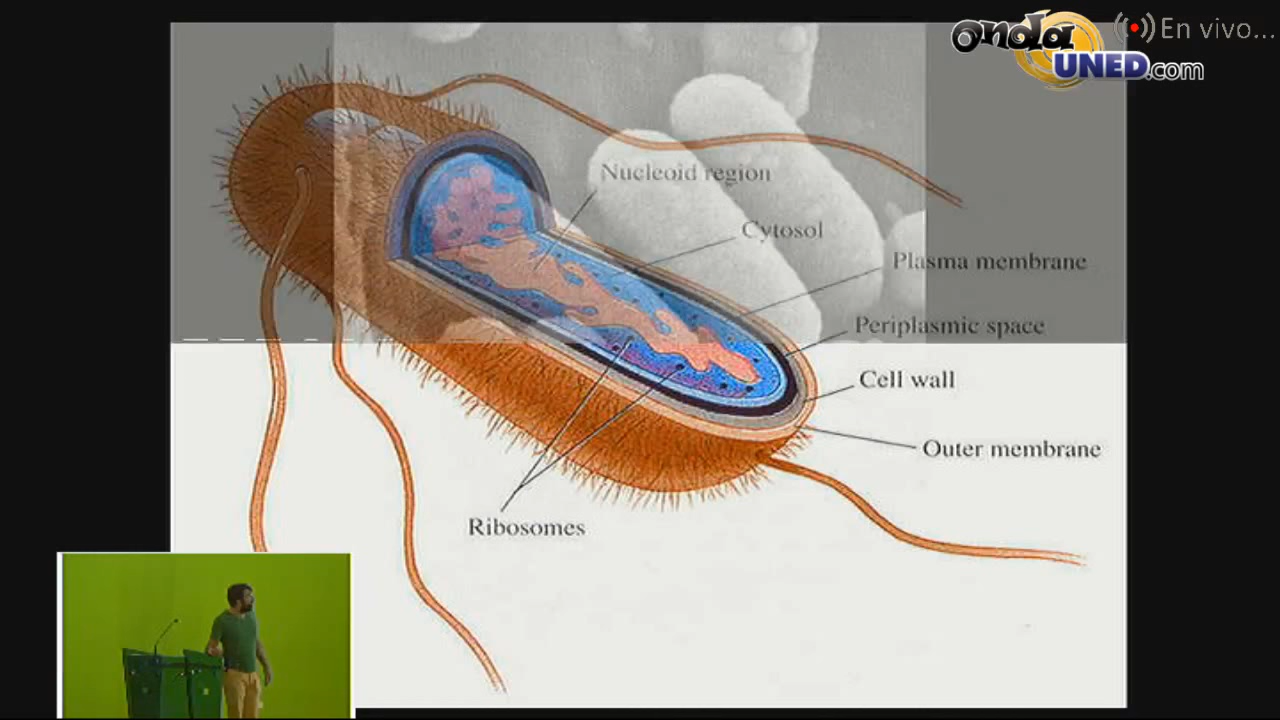 onda
UNED.com
En vivo...
Nucleoid region
Cytosol
Plasma membrane
Periplasmic space
Cell wall
Outer membrane
Ribosomes